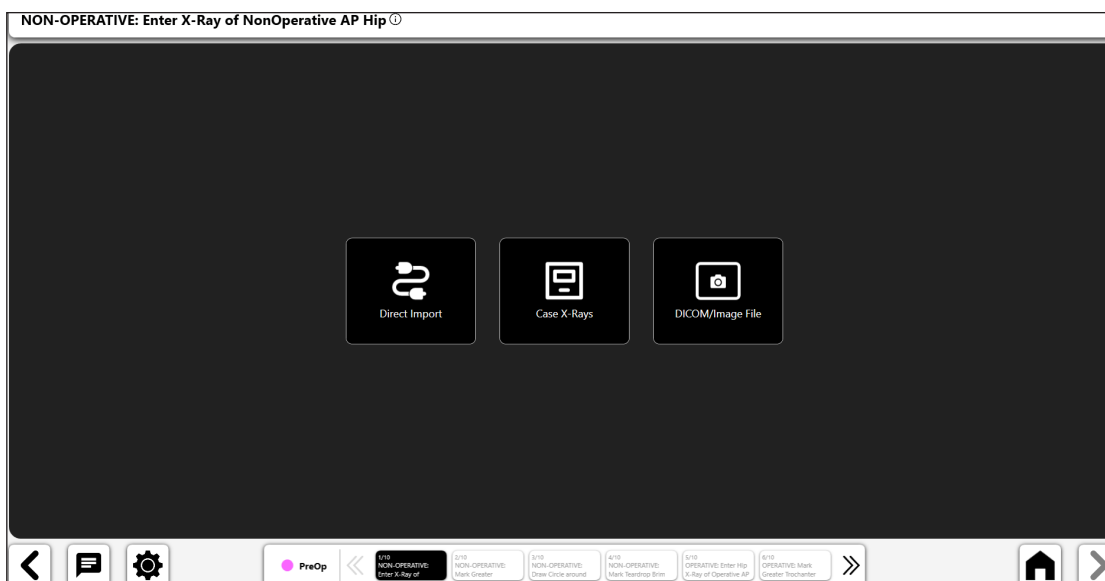 NON-OPERATIVE: Enter X-Ray of NonOperative AP Hip
Direct Import
Case X-Rays
DICOM/Image File
PreOp
1/10
NON-OPERATIVE:
Enter X-Ray of
2/10
NON-OPERATIVE:
Mark Greater
3/10
NON-OPERATIVE:
Draw Circle around
4/10
NON-OPERATIVE:
Mark Teardrop Brim
5/10
OPERATIVE: Enter Hip
X-Ray of Operative AP
6/10
OPERATIVE: Mark
Greater Trochanter